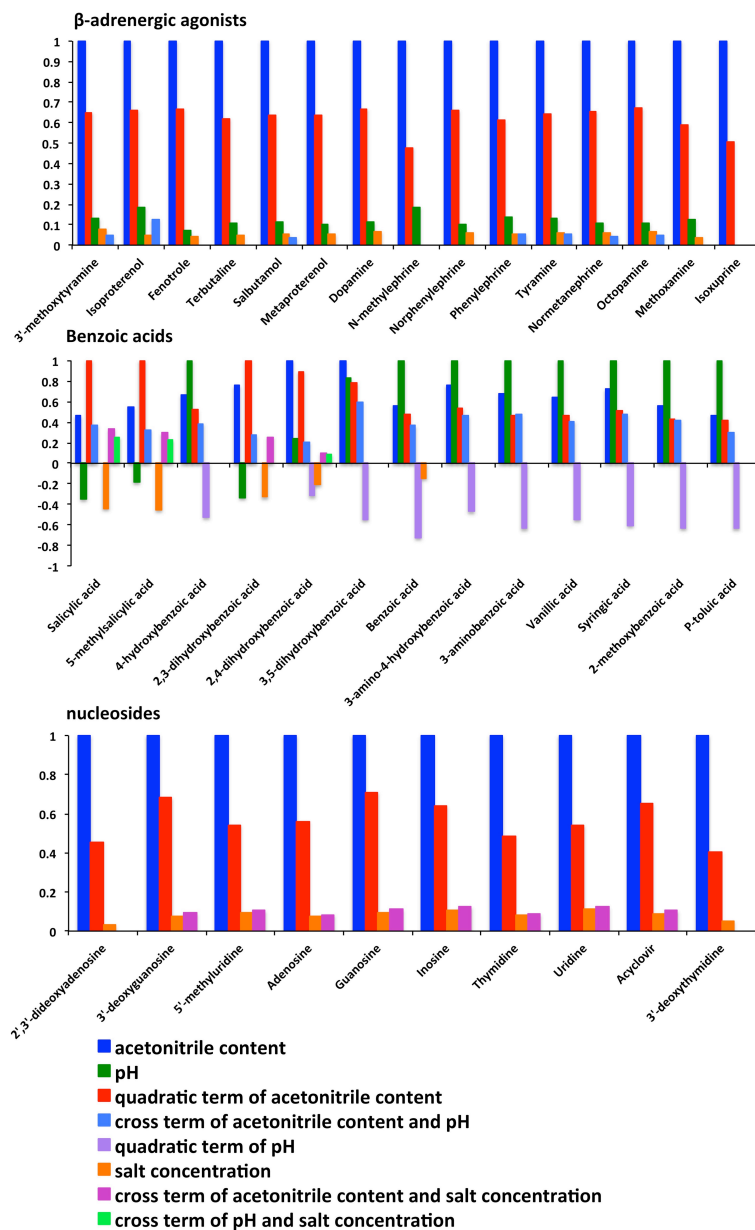 β-adrenergic agonists
1
0.9
0.8
0.7
0.6
0.5
0.4
0.3
0.2
0.1
0
3'-methoxytyramine
Isoproterenol
Fenotrole
Terbutaline
Salbutamol
Metaproterenol
Dopamine
N-methylephrine
Norphenylephrine
Phenylephrine
Tyramine
Normetanephrine
Octopamine
Methoxamine
Isoxuprine
Benzoic acids
1
0.8
0.6
0.4
0.2
0
-0.2
-0.4
-0.6
-0.8
-1
Salicylic acid
5-methylsalicylic acid
4-hydroxybenzoic acid
2,3-dihydroxybenzoic acid
2,4-dihydroxybenzoic acid
3,5-dihydroxybenzoic acid
Benzoic acid
3-amino-4-hydroxybenzoic acid
3-aminobenzoic acid
Vanillic acid
Syringic acid
2-methoxybenzoic acid
P-toluic acid
nucleosides
1
0.8
0.6
0.4
0.2
0
2',3'-dideoxyadenosine
3'-deoxyguanosine
5'-methyluridine
Adenosine
Guanosine
Inosine
Thymidine
Uridine
Acyclovir
3'-deoxythymidine
acetonitrile content
pH
quadratic term of acetonitrile content
cross term of acetonitrile content and pH
quadratic term of pH
salt concentration
cross term of acetonitrile content and salt concentration
cross term of pH and salt concentration